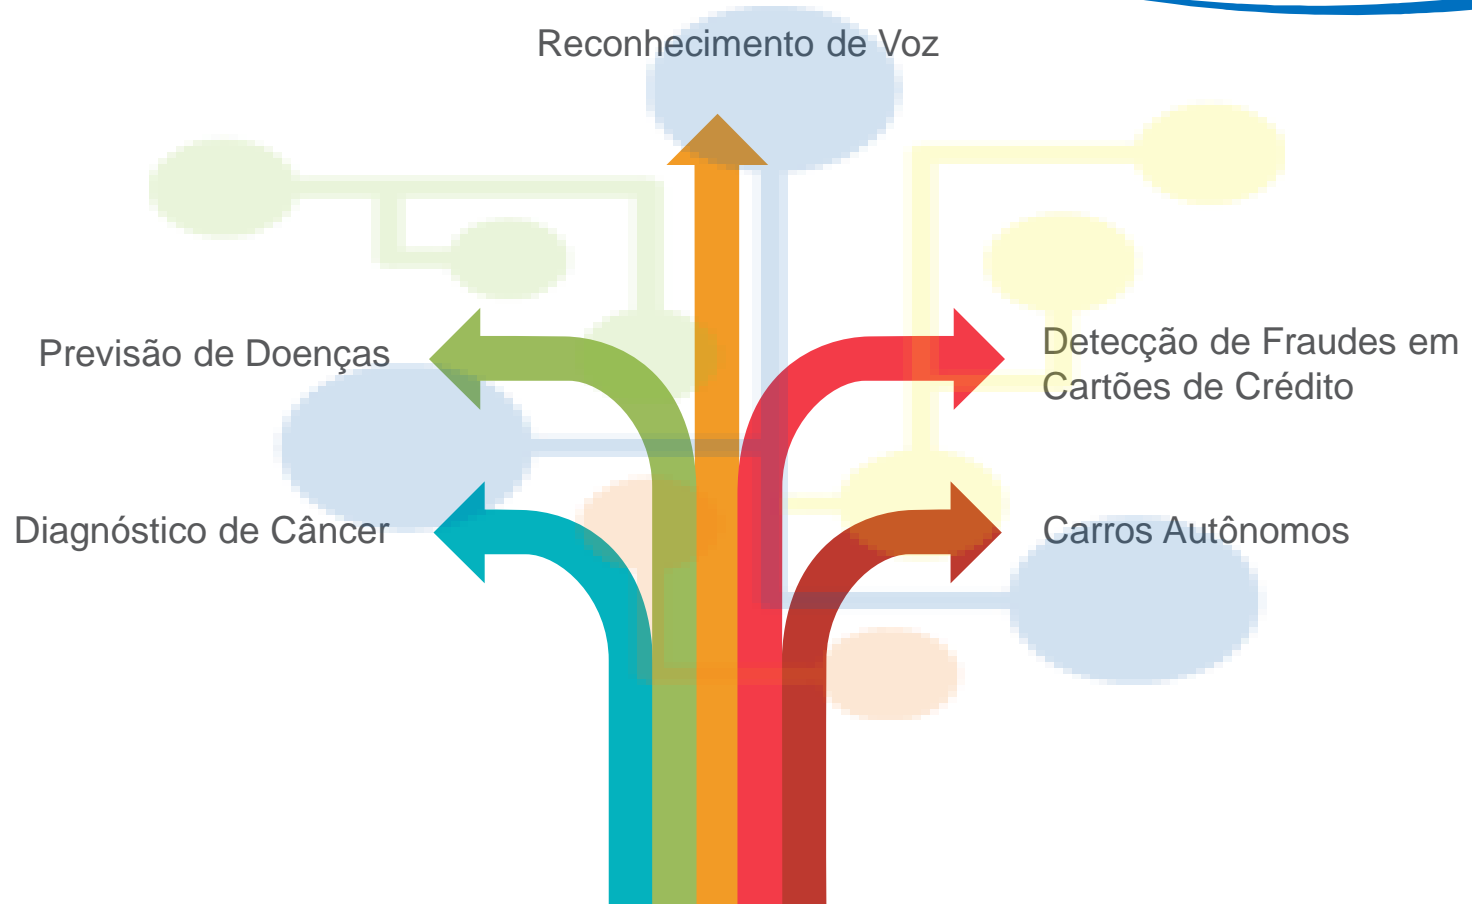 Reconhecimento de Voz
Previsão de Doenças
Detecção de Fraudes em
Cartões de Crédito
Diagnóstico de Câncer
Carros Autônomos